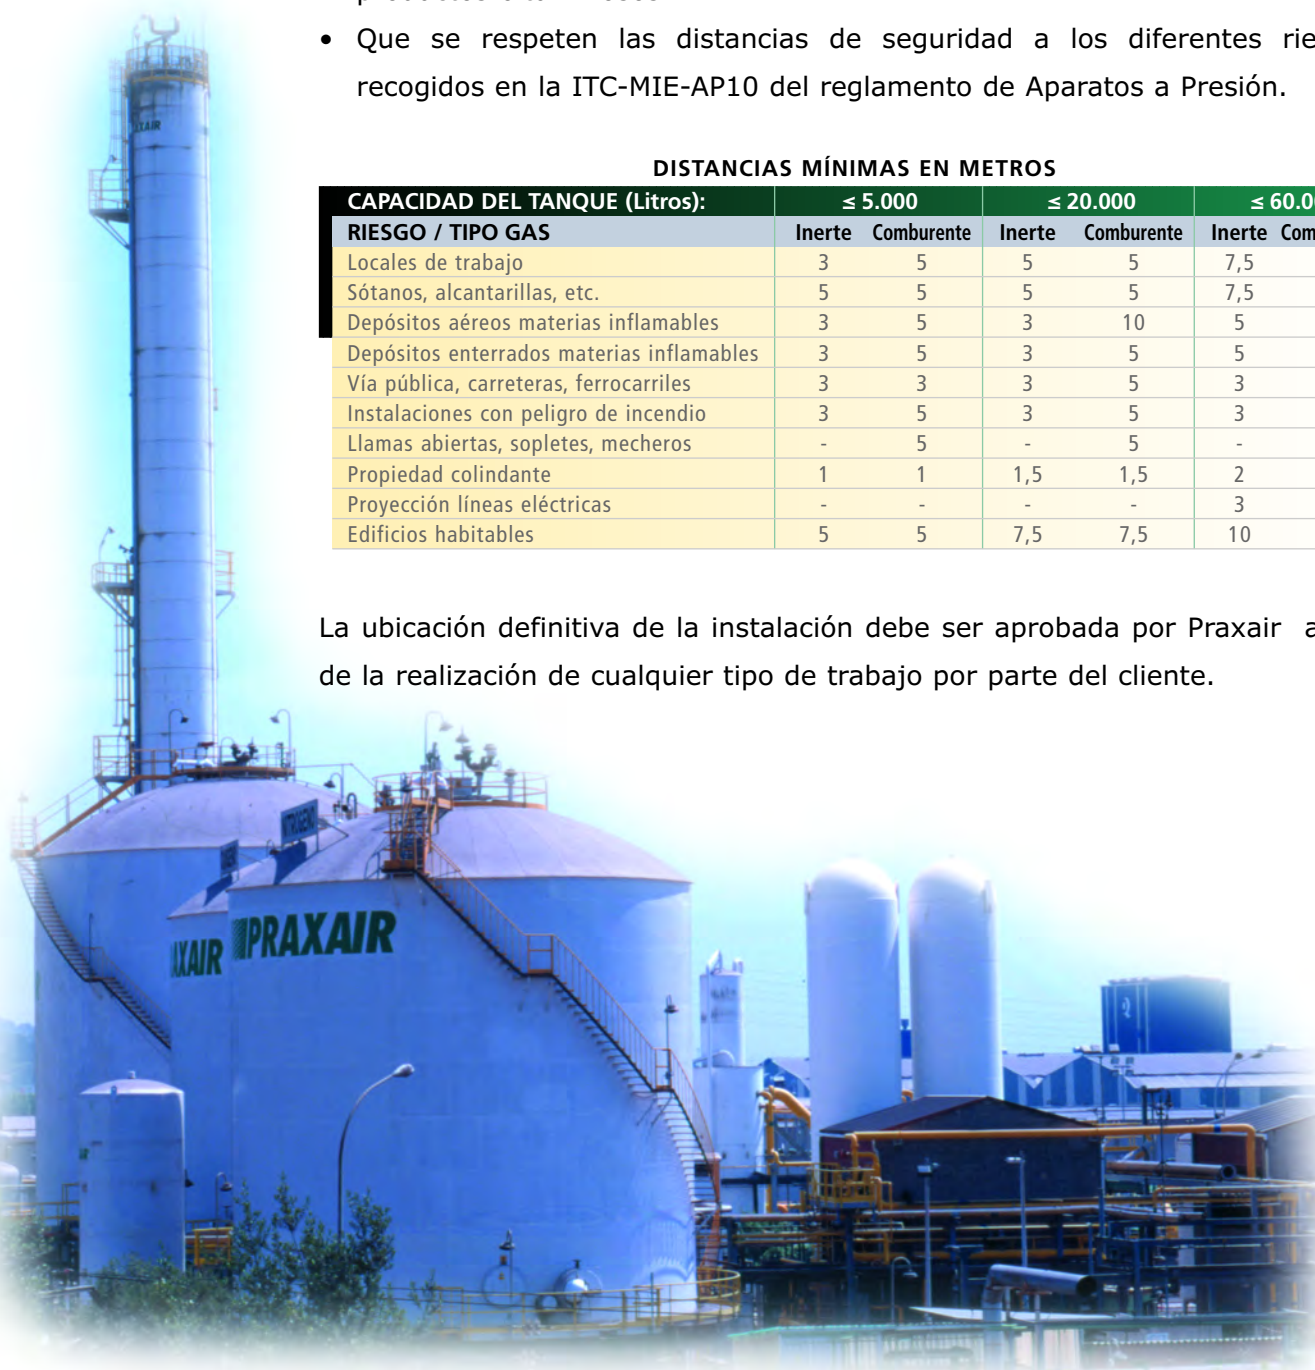 • Que se respeten las distancias de seguridad a los diferentes rie
recogidos en la ITC-MIE-AP10 del reglamento de Aparatos a Presión.
DISTANCIAS MÍNIMAS EN METROS
CAPACIDAD DEL TANQUE (Litros): ≤ 5.000 ≤ 20.000 ≤ 60.0
RIESGO / TIPO GAS Inerte Comburente Inerte Comburente Inerte Com
Locales de trabajo 3 5 5 5 7,5
Sótanos, alcantarillas, etc. 5 5 5 5 7,5
Depósitos aéreos materias inflamables 3 5 3 10 5
Depósitos enterrados materias inflamables 3 5 3 5 5
Vía pública, carreteras, ferrocarriles 3 3 3 5 3
Instalaciones con peligro de incendio 3 5 3 5 3
Llamas abiertas, sopletes, mecheros - 5 - 5 -
Propiedad colindante 1 1 1,5 1,5 2
Proyección líneas eléctricas - - - - 3
Edificios habitables 5 5 7,5 7,5 10
La ubicación definitiva de la instalación debe ser aprobada por Praxair a
de la realización de cualquier tipo de trabajo por parte del cliente.
NITROGENO
AXAIR
PRAXAIR